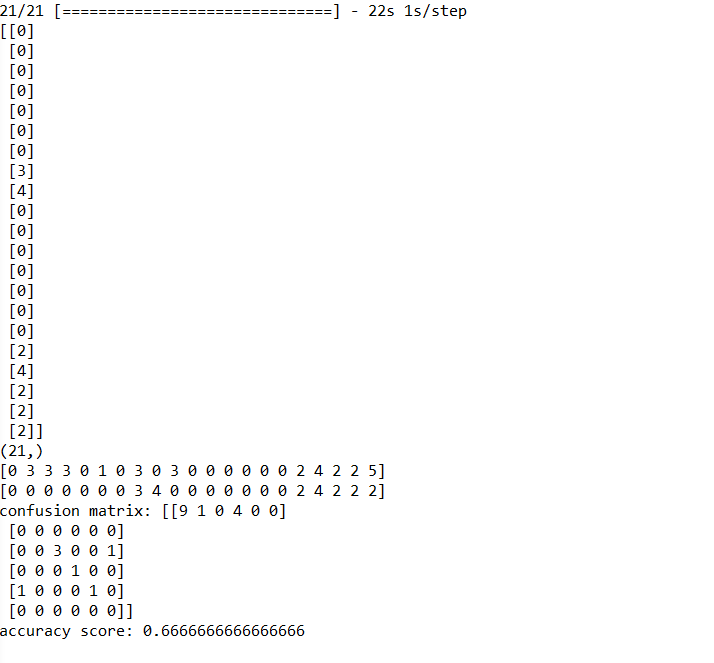 21/21 [==============================] - 22s 1s/step
[[0]
 [0]
 [0]
 [0]
 [0]
 [0]
 [0]
 [3]
 [4]
 [0]
 [0]
 [0]
 [0]
 [0]
 [0]
 [0]
 [2]
 [4]
 [2]
 [2]
 [2]]
(21,)
[0 3 3 3 0 1 0 3 0 3 0 0 0 0 0 0 2 4 2 2 5]
[0 0 0 0 0 0 0 3 4 0 0 0 0 0 0 0 2 4 2 2 2]
confusion matrix: [[9 1 0 4 0 0]
 [0 0 0 0 0 0]
 [0 0 3 0 0 1]
 [0 0 0 1 0 0]
 [1 0 0 0 1 0]
 [0 0 0 0 0 0]]
accuracy score: 0.6666666666666666